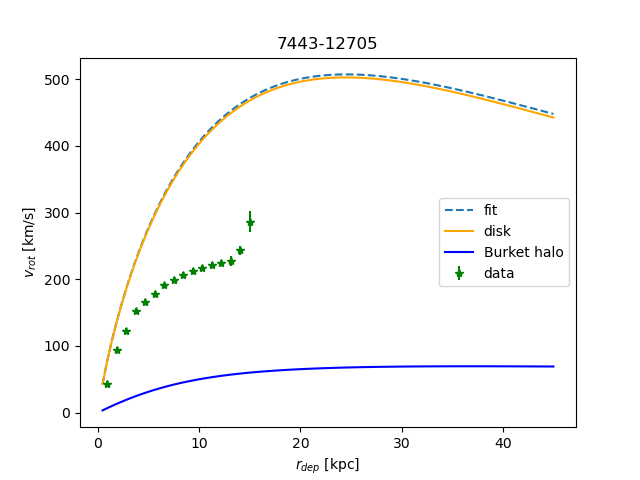 7443-12705
500
400
300
200
100
0
v_rot [km/s]
fit
disk
Burket halo
data
0
10
20
30
40
r_dep [kpc]